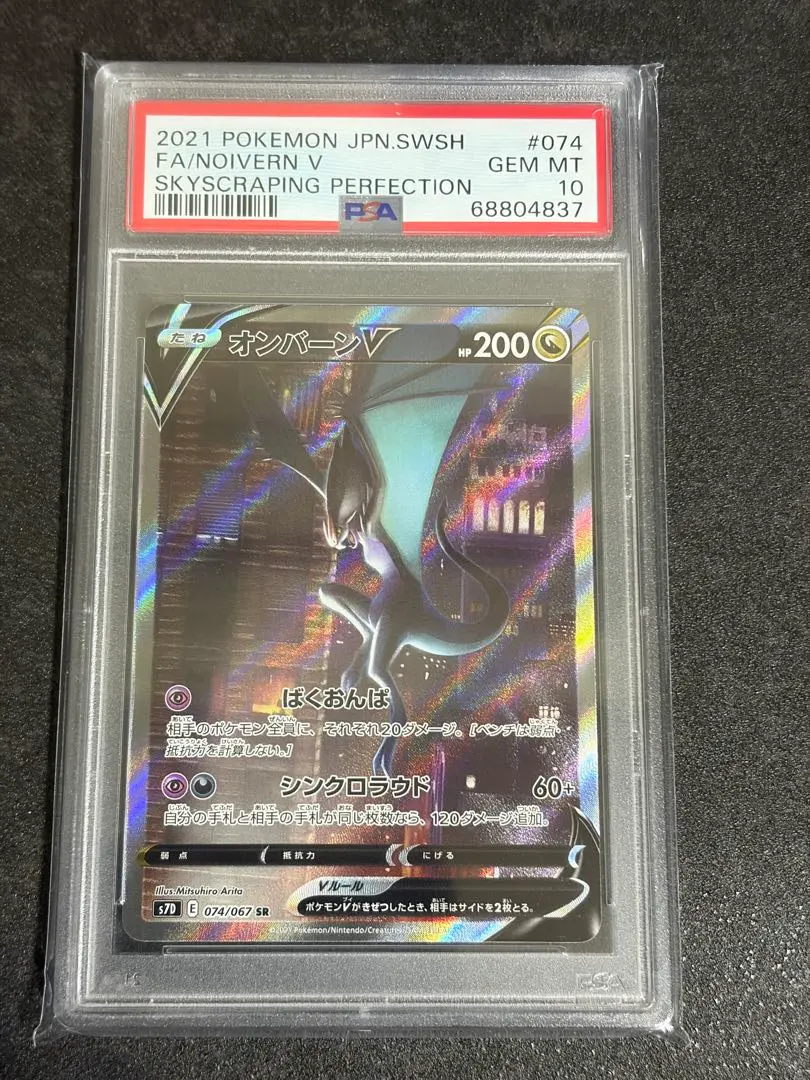 2021 POKEMON JPN.SWSH #074
FA/NOIVERN V GEM MT
SKYSCRAPING PERFECTION 10
PSA 68804837
たね オンバーンV HP 200
ばくおんぱ
相手のポケモン全員に、それぞれ20ダメージ。[ベンチは弱点・
抵抗力を計算しない。]
シンクロラウド 60+
自分の手札と相手の手札が同じ枚数なら、120ダメージ追加。
弱点 抵抗力 にげる
Illus.Mitsuhiro Arita
Vルール
s7D E 074/067 SR
ポケモンVがきぜつしたとき、相手はサイドを2枚とる。
©2021 Pokémon/Nintendo/Creatures/
PSA